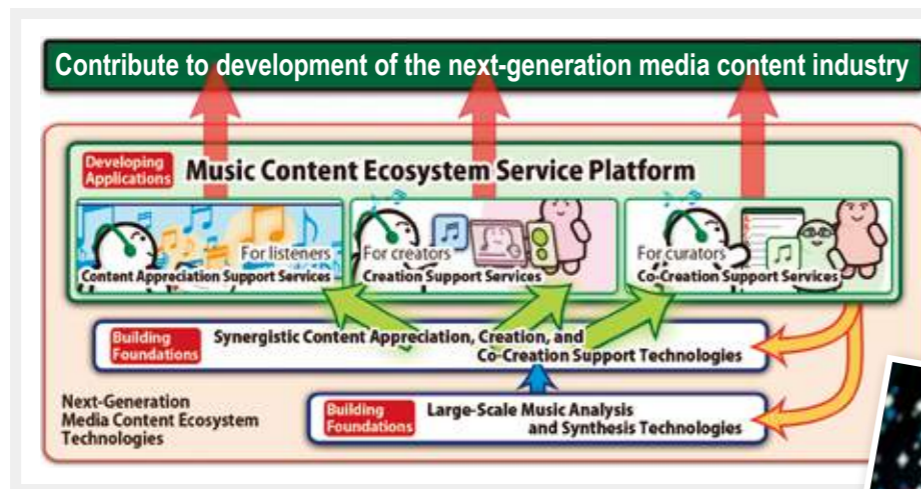 Contribute to development of the next-generation media content industry
Developing
Applications
Music Content Ecosystem Service Platform
For listeners
Content Appreciation Support Services
For creators
Creation Support Services
For curators
Co-Creation Support Services
Building
Foundations
Synergistic Content Appreciation, Creation, and
Co-Creation Support Technologies
Next-Generation
Media Content Ecosystem
Technologies
Building
Foundations
Large-Scale Music Analysis
and Synthesis Technologies